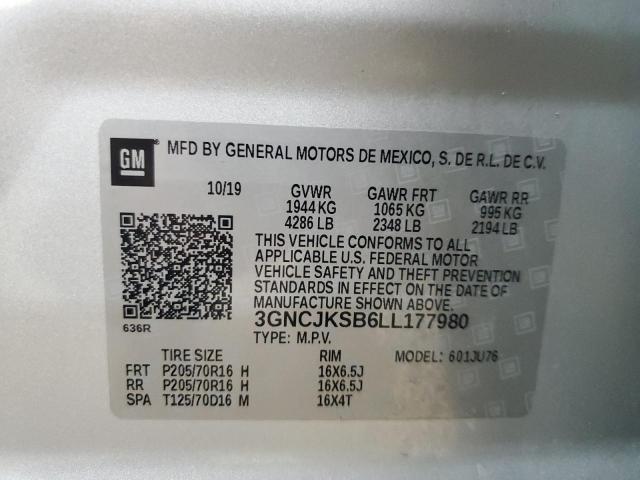 GM
MFD BY GENERAL MOTORS DE MEXICO, S. DE R.L. DE C.V.
10/19 GVWR GAWR FRT GAWR RR
1944 KG 1065 KG 995 KG
4286 LB 2348 LB 2194 LB
THIS VEHICLE CONFORMS TO ALL
APPLICABLE U.S. FEDERAL MOTOR
VEHICLE SAFETY AND THEFT PREVENTION
STANDARDS IN EFFECT ON THE DATE OF
MANUFACTURE SHOWN ABOVE.
3GNCJKSB6LL177980
636R
TYPE: M.P.V.
TIRE SIZE RIM MODEL: 601JU76
FRT P205/70R16 H 16X6.5J
RR P205/70R16 H 16X6.5J
SPA T125/70D16 M 16X4T